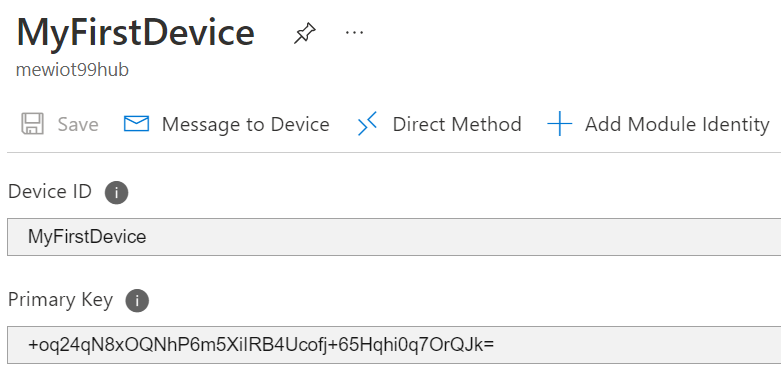 MyFirstDevice
mewiot99hub
Save Message to Device Direct Method Add Module Identity
Device ID
MyFirstDevice
Primary Key
+oq24qN8xOQNhP6m5XiIRB4Ucofj+65Hqhi0q7OrQJk=